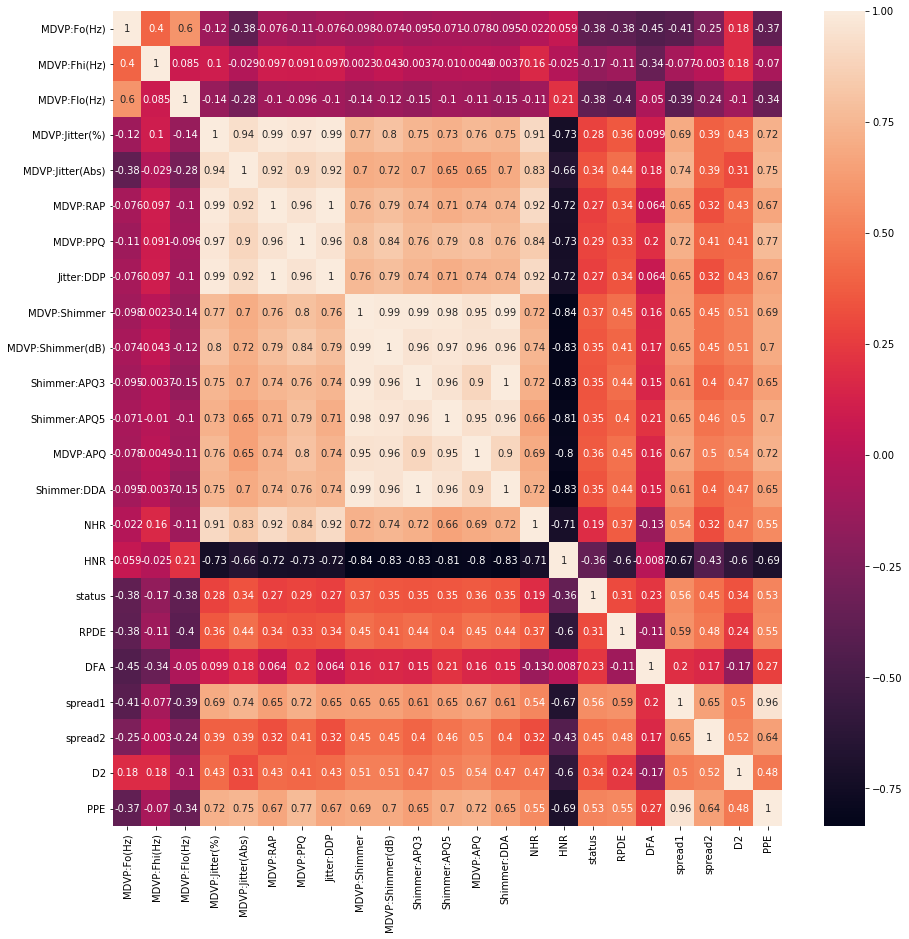 MDVP:Fo(Hz) 1 0.4 0.6 -0.12 -0.38 -0.076 -0.11 -0.076 -0.098 -0.074 -0.095 -0.071 -0.078 -0.095 -0.022 0.059 -0.38 -0.38 -0.45 -0.41 -0.25 0.18 -0.37
MDVP:Fhi(Hz) 0.4 1 0.085 0.1 -0.029 0.097 0.091 0.097 0.0023 0.043 -0.0037 -0.01 0.0049 -0.0037 0.16 -0.025 -0.17 -0.11 -0.34 -0.077 -0.003 0.18 -0.07
MDVP:Flo(Hz) 0.6 0.085 1 -0.14 -0.28 -0.1 -0.096 -0.1 -0.14 -0.12 -0.15 -0.1 -0.11 -0.15 -0.11 0.21 -0.38 -0.4 -0.05 -0.39 -0.24 -0.1 -0.34
MDVP:Jitter(%) -0.12 0.1 -0.14 1 0.94 0.99 0.97 0.99 0.77 0.8 0.75 0.73 0.76 0.75 0.91 -0.73 0.28 0.36 0.099 0.69 0.39 0.43 0.72
MDVP:Jitter(Abs) -0.38 -0.029 -0.28 0.94 1 0.92 0.9 0.92 0.7 0.72 0.7 0.65 0.65 0.7 0.83 -0.66 0.34 0.44 0.18 0.74 0.39 0.31 0.75
MDVP:RAP -0.076 0.097 -0.1 0.99 0.92 1 0.96 1 0.76 0.79 0.74 0.71 0.74 0.74 0.92 -0.72 0.27 0.34 0.064 0.65 0.32 0.43 0.67
MDVP:PPQ -0.11 0.091 -0.096 0.97 0.9 0.96 1 0.96 0.8 0.84 0.76 0.79 0.8 0.76 0.84 -0.73 0.29 0.33 0.2 0.72 0.41 0.41 0.77
Jitter:DDP -0.076 0.097 -0.1 0.99 0.92 1 0.96 1 0.76 0.79 0.74 0.71 0.74 0.74 0.92 -0.72 0.27 0.34 0.064 0.65 0.32 0.43 0.67
MDVP:Shimmer -0.098 0.0023 -0.14 0.77 0.7 0.76 0.8 0.76 1 0.99 0.99 0.98 0.95 0.99 0.72 -0.84 0.37 0.45 0.16 0.65 0.45 0.51 0.69
MDVP:Shimmer(dB) -0.074 0.043 -0.12 0.8 0.72 0.79 0.84 0.79 0.99 1 0.96 0.97 0.96 0.96 0.74 -0.83 0.35 0.41 0.17 0.65 0.45 0.51 0.7
Shimmer:APQ3 -0.095 -0.0037 -0.15 0.75 0.7 0.74 0.76 0.74 0.99 0.96 1 0.96 0.9 1 0.72 -0.83 0.35 0.44 0.15 0.61 0.4 0.47 0.65
Shimmer:APQ5 -0.071 -0.01 -0.1 0.73 0.65 0.71 0.79 0.71 0.98 0.97 0.96 1 0.95 0.96 0.66 -0.81 0.35 0.4 0.21 0.65 0.46 0.5 0.7
MDVP:APQ -0.078 0.0049 -0.11 0.76 0.65 0.74 0.8 0.74 0.95 0.96 0.9 0.95 1 0.9 0.69 -0.8 0.36 0.45 0.16 0.67 0.5 0.54 0.72
Shimmer:DDA -0.095 -0.0037 -0.15 0.75 0.7 0.74 0.76 0.74 0.99 0.96 1 0.96 0.9 1 0.72 -0.83 0.35 0.44 0.15 0.61 0.4 0.47 0.65
NHR -0.022 0.16 -0.11 0.91 0.83 0.92 0.84 0.92 0.72 0.74 0.72 0.66 0.69 0.72 1 -0.71 0.19 0.37 -0.13 0.54 0.32 0.47 0.55
HNR 0.059 -0.025 0.21 -0.73 -0.66 -0.72 -0.73 -0.72 -0.84 -0.83 -0.83 -0.81 -0.8 -0.83 -0.71 1 -0.36 -0.6 -0.0087 -0.67 -0.43 -0.6 -0.69
status -0.38 -0.17 -0.38 0.28 0.34 0.27 0.29 0.27 0.37 0.35 0.35 0.35 0.36 0.35 0.19 -0.36 1 0.31 0.23 0.56 0.45 0.34 0.53
RPDE -0.38 -0.11 -0.4 0.36 0.44 0.34 0.33 0.34 0.45 0.41 0.44 0.4 0.45 0.44 0.37 -0.6 0.31 1 -0.11 0.59 0.48 0.24 0.55
DFA -0.45 -0.34 -0.05 0.099 0.18 0.064 0.2 0.064 0.16 0.17 0.15 0.21 0.16 0.15 -0.13 -0.0087 0.23 -0.11 1 0.2 0.17 -0.17 0.27
spread1 -0.41 -0.077 -0.39 0.69 0.74 0.65 0.72 0.65 0.65 0.65 0.61 0.65 0.67 0.61 0.54 -0.67 0.56 0.59 0.2 1 0.65 0.5 0.96
spread2 -0.25 -0.003 -0.24 0.39 0.39 0.32 0.41 0.32 0.45 0.45 0.4 0.46 0.5 0.4 0.32 -0.43 0.45 0.48 0.17 0.65 1 0.52 0.64
D2 0.18 0.18 -0.1 0.43 0.31 0.43 0.41 0.43 0.51 0.51 0.47 0.5 0.54 0.47 0.47 -0.6 0.34 0.24 -0.17 0.5 0.52 1 0.48
PPE -0.37 -0.07 -0.34 0.72 0.75 0.67 0.77 0.67 0.69 0.7 0.65 0.7 0.72 0.65 0.55 -0.69 0.53 0.55 0.27 0.96 0.64 0.48 1
MDVP:Fo(Hz)
MDVP:Fhi(Hz)
MDVP:Flo(Hz)
MDVP:Jitter(%)
MDVP:Jitter(Abs)
MDVP:RAP
MDVP:PPQ
Jitter:DDP
MDVP:Shimmer
MDVP:Shimmer(dB)
Shimmer:APQ3
Shimmer:APQ5
MDVP:APQ
Shimmer:DDA
NHR
HNR
status
RPDE
DFA
spread1
spread2
D2
PPE
1.00
0.75
0.50
0.25
0.00
−0.25
−0.50
−0.75